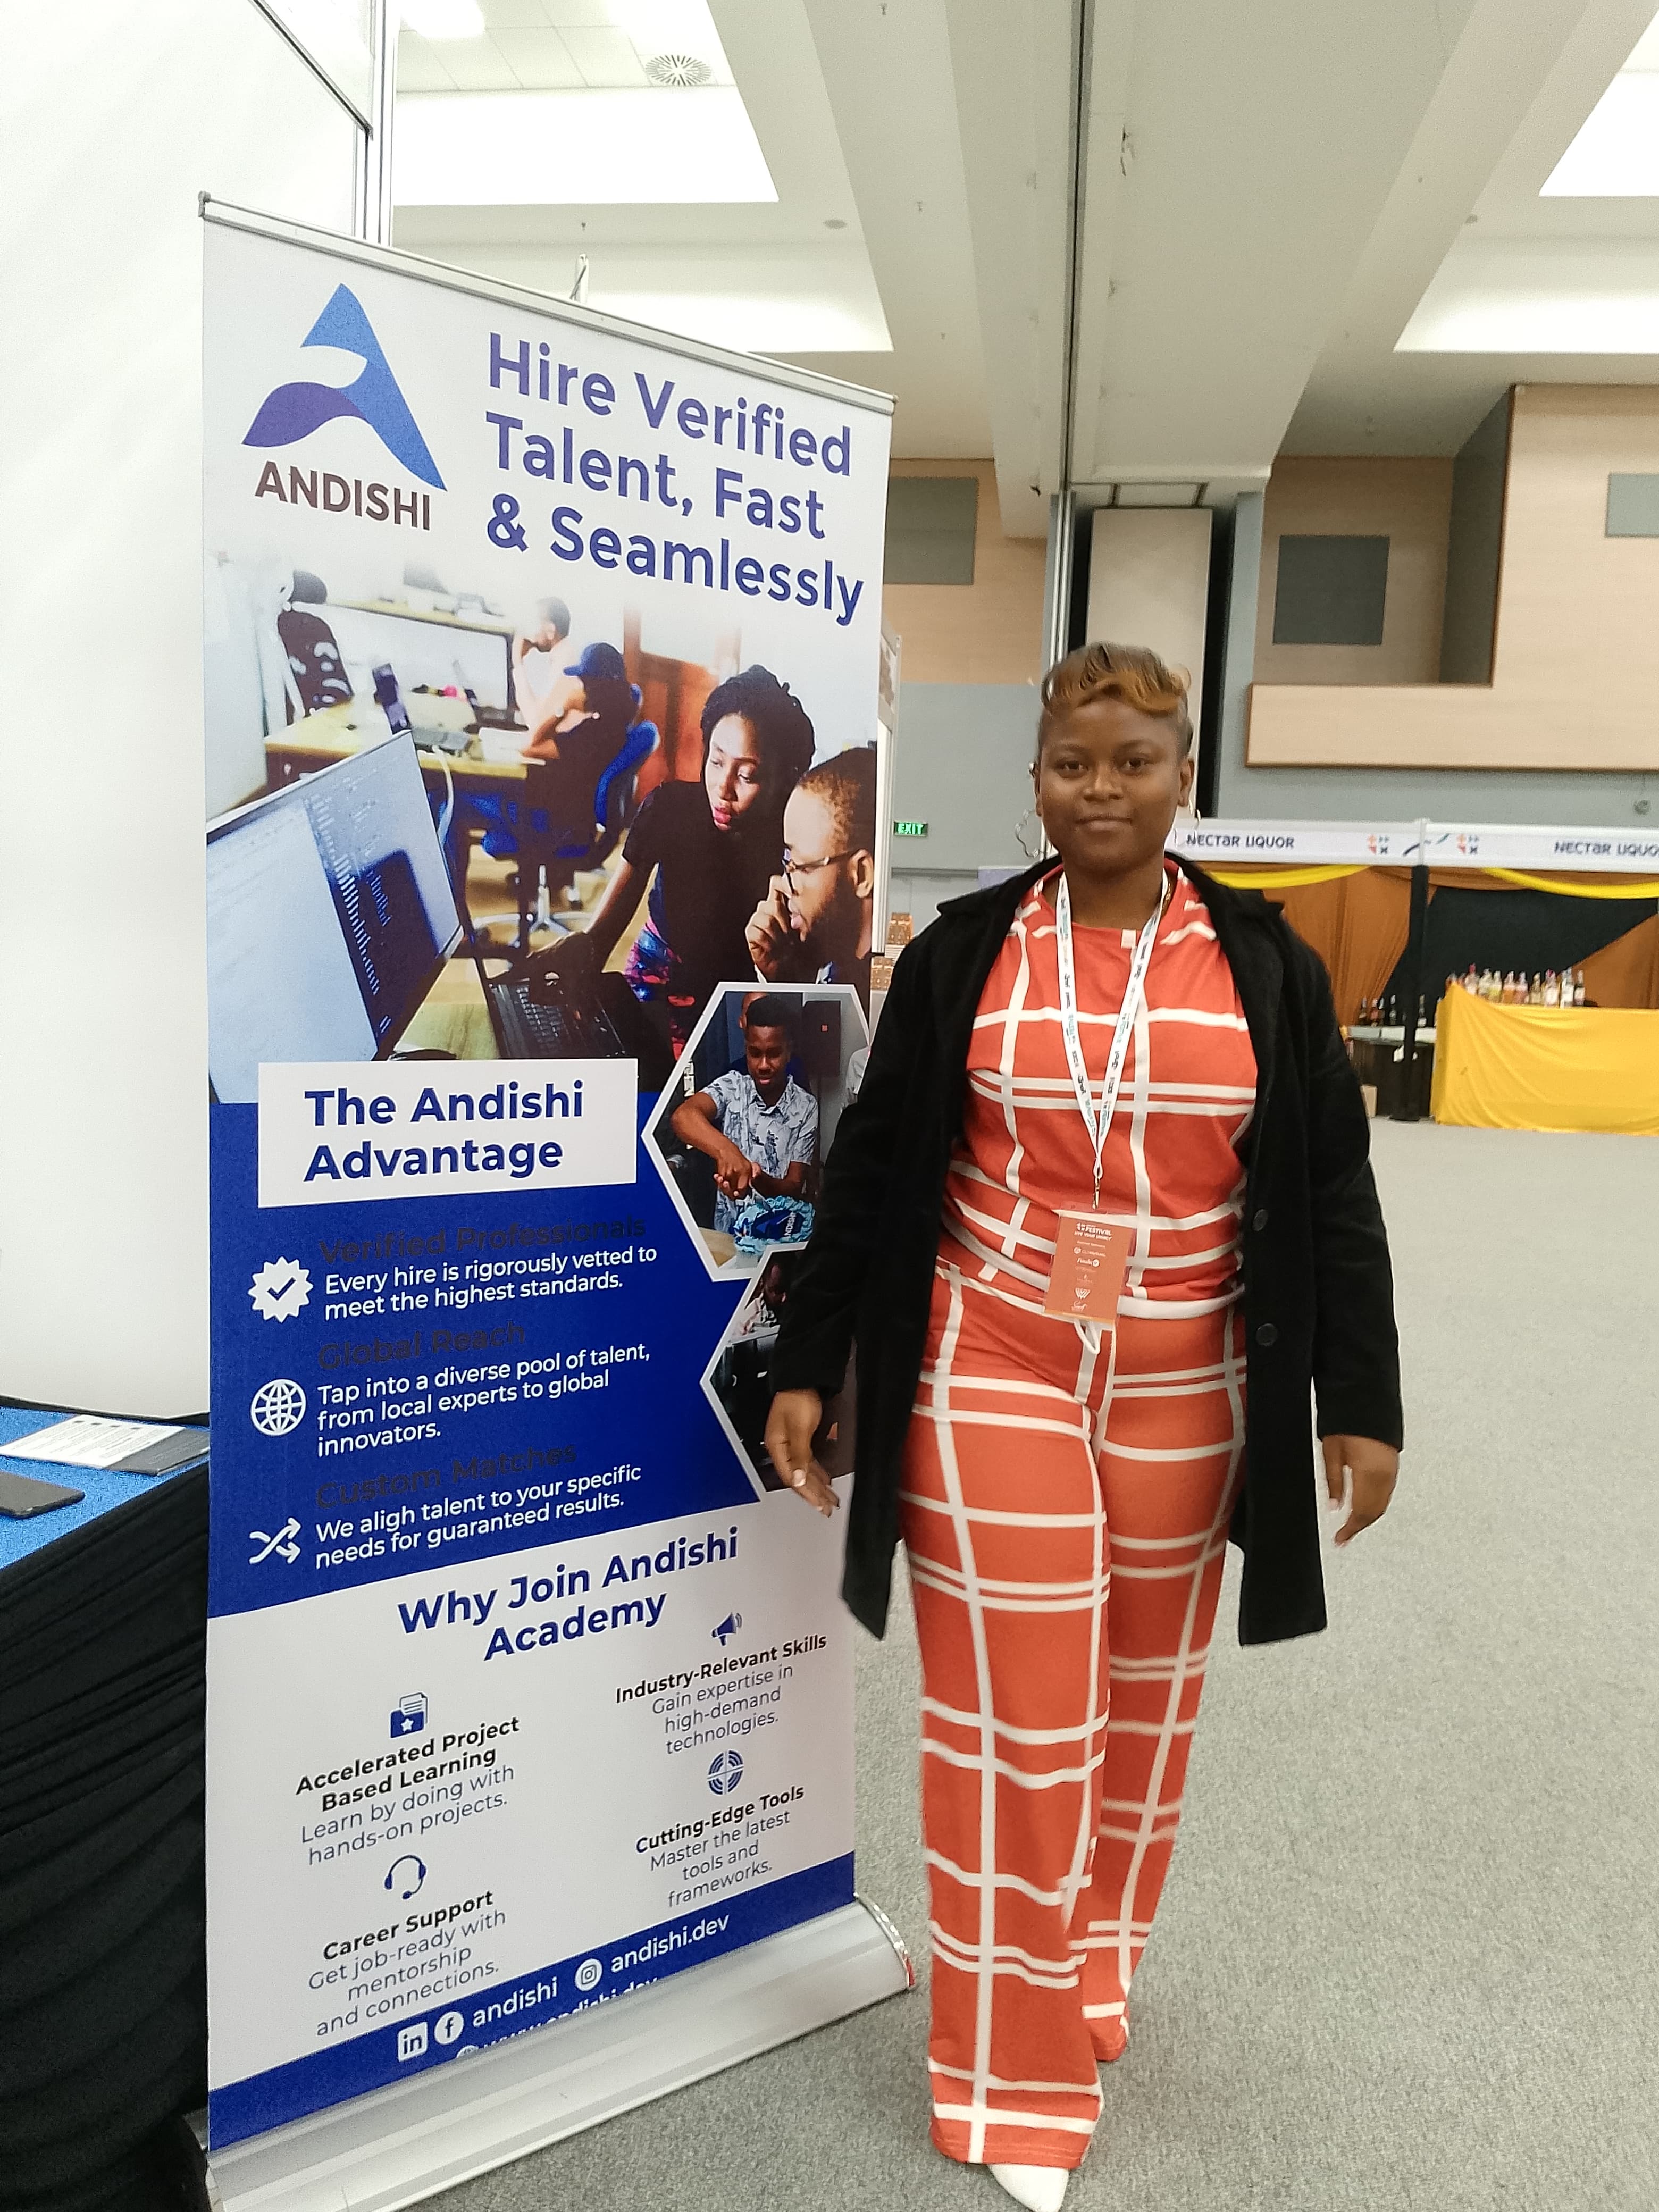 ANDISHI
Hire Verified
Talent, Fast
& Seamlessly
The Andishi
Advantage
Verified Professionals
Every hire is rigorously vetted to
meet the highest standards.
Global Reach
Tap into a diverse pool of talent,
from local experts to global
innovators.
Custom Matches
We aligh talent to your specific
needs for guaranteed results.
Why Join Andishi
Academy
Accelerated Project
Based Learning
Learn by doing with
hands-on projects.
Industry-Relevant Skills
Gain expertise in
high-demand
technologies.
Career Support
Get job-ready with
mentorship
and connections.
Cutting-Edge Tools
Master the latest
tools and
frameworks.
in f andishi andishi.dev
EXIT
NECTAR LIQUOR
NECTAR LIQUO
FESTIVAL